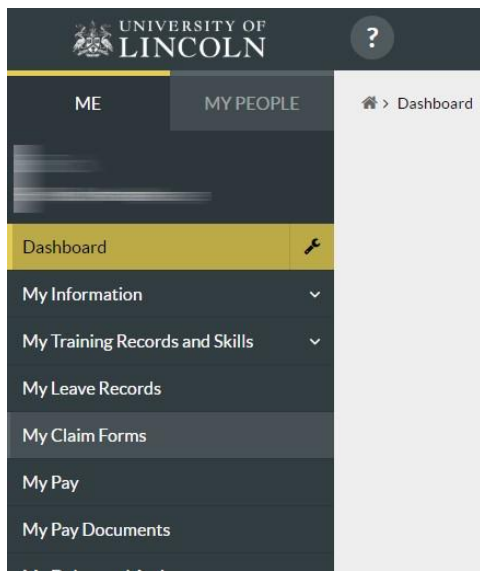 UNIVERSITY OF
LINCOLN
?
ME
MY PEOPLE
> Dashboard
Dashboard
My Information
My Training Records and Skills
My Leave Records
My Claim Forms
My Pay
My Pay Documents